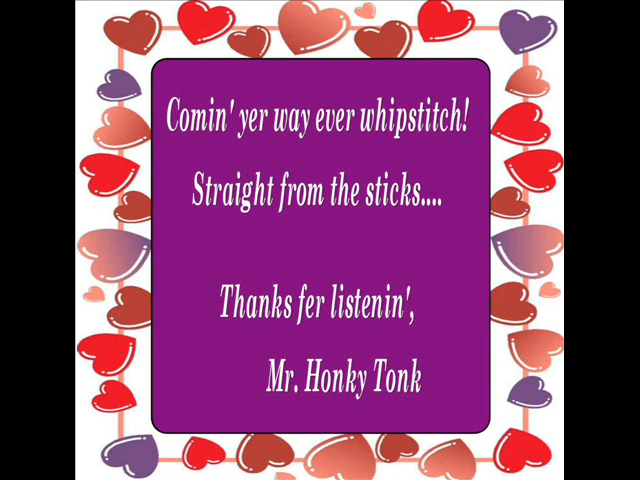 Comin' yer way ever whipstitch!
Straight from the sticks....
Thanks fer listenin',
Mr. Honky Tonk